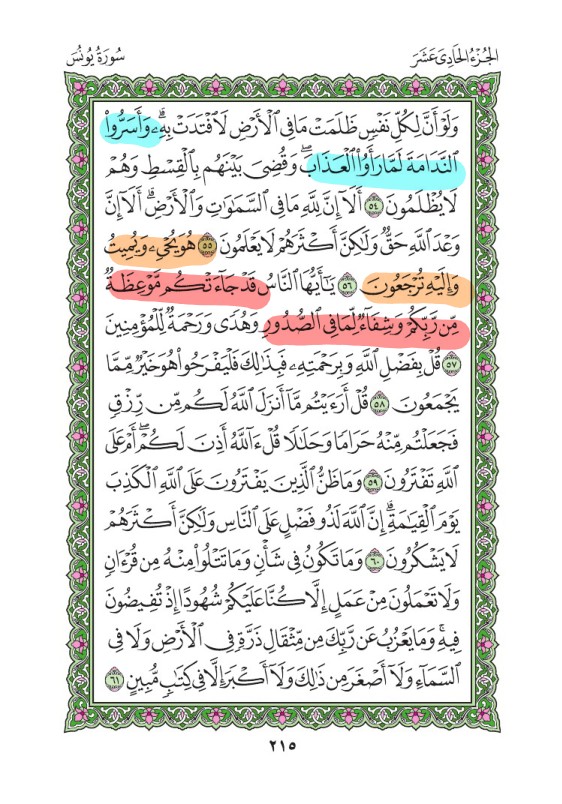 الجُزْءُ الحَادِى عَشَرَ
سُورَةُ يُونُسَ
وَلَوْ أَنَّ لِكُلِّ نَفْسٍ ظَلَمَتْ مَا فِى ٱلْأَرْضِ لَٱفْتَدَتْ بِهِۦۗ وَأَسَرُّوا۟
ٱلنَّدَامَةَ لَمَّا رَأَوُا۟ ٱلْعَذَابَۖ وَقُضِىَ بَيْنَهُم بِٱلْقِسْطِ وَهُمْ
لَا يُظْلَمُونَ ٥٤ أَلَآ إِنَّ لِلَّهِ مَا فِى ٱلسَّمَٰوَٰتِ وَٱلْأَرْضِۗ أَلَآ إِنَّ
وَعْدَ ٱللَّهِ حَقٌّ وَلَٰكِنَّ أَكْثَرَهُمْ لَا يَعْلَمُونَ ٥٥ هُوَ يُحْىِۦ وَيُمِيتُ
وَإِلَيْهِ تُرْجَعُونَ ٥٦ يَٰٓأَيُّهَا ٱلنَّاسُ قَدْ جَآءَتْكُم مَّوْعِظَةٌ
مِّن رَّبِّكُمْ وَشِفَآءٌ لِّمَا فِى ٱلصُّدُورِ وَهُدًى وَرَحْمَةٌ لِّلْمُؤْمِنِينَ
٥٧ قُلْ بِفَضْلِ ٱللَّهِ وَبِرَحْمَتِهِۦ فَبِذَٰلِكَ فَلْيَفْرَحُوا۟ هُوَ خَيْرٌ مِّمَّا
يَجْمَعُونَ ٥٨ قُلْ أَرَءَيْتُم مَّآ أَنزَلَ ٱللَّهُ لَكُم مِّن رِّزْقٍ
فَجَعَلْتُم مِّنْهُ حَرَامًا وَحَلَٰلًا قُلْ ءَآللَّهُ أَذِنَ لَكُمْۖ أَمْ عَلَى
ٱللَّهِ تَفْتَرُونَ ٥٩ وَمَا ظَنُّ ٱلَّذِينَ يَفْتَرُونَ عَلَى ٱللَّهِ ٱلْكَذِبَ
يَوْمَ ٱلْقِيَٰمَةِۗ إِنَّ ٱللَّهَ لَذُو فَضْلٍ عَلَى ٱلنَّاسِ وَلَٰكِنَّ أَكْثَرَهُمْ
لَا يَشْكُرُونَ ٦٠ وَمَا تَكُونُ فِى شَأْنٍ وَمَا تَتْلُوا۟ مِنْهُ مِن قُرْءَانٍ
وَلَا تَعْمَلُونَ مِنْ عَمَلٍ إِلَّا كُنَّا عَلَيْكُمْ شُهُودًا إِذْ تُفِيضُونَ
فِيهِۚ وَمَا يَعْزُبُ عَن رَّبِّكَ مِن مِّثْقَالِ ذَرَّةٍ فِى ٱلْأَرْضِ وَلَا فِى
ٱلسَّمَآءِ وَلَآ أَصْغَرَ مِن ذَٰلِكَ وَلَآ أَكْبَرَ إِلَّا فِى كِتَٰبٍ مُّبِينٍ ٦١
٢١٥